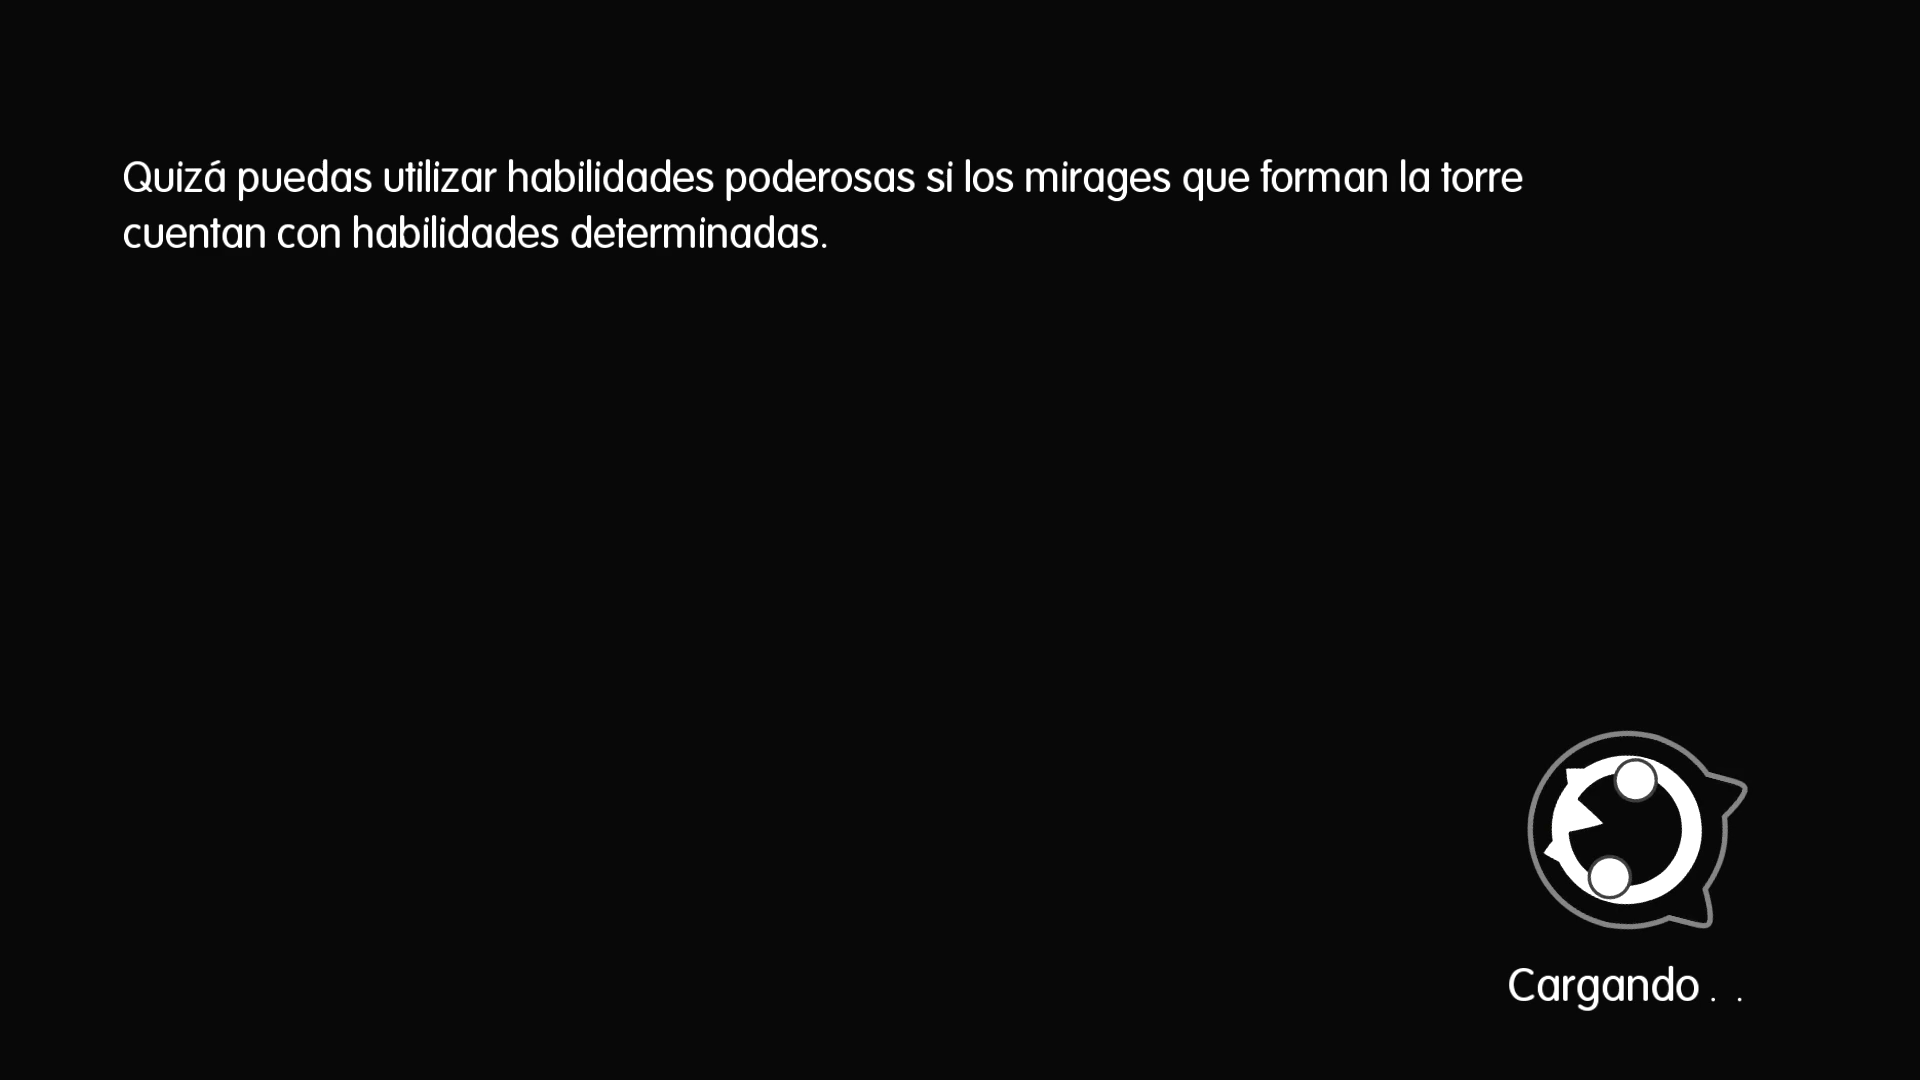 Quizá puedas utilizar habilidades poderosas si los mirages que forman la torre
cuentan con habilidades determinadas.
Cargando . .